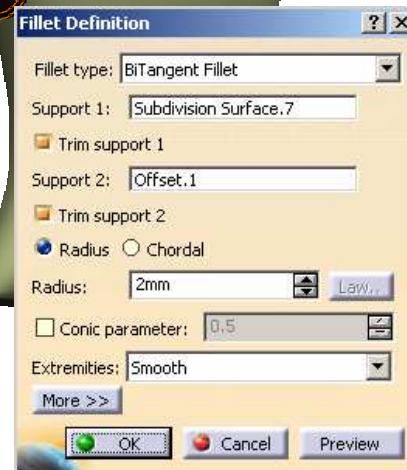 Fillet Definition ? X
Fillet type: BiTangent Fillet
Support 1: Subdivision Surface.7
Trim support 1
Support 2: Offset.1
Trim support 2
Radius Chordal
Radius: 2mm Law...
Conic parameter: 0.5
Extremities: Smooth
More >>
OK Cancel Preview